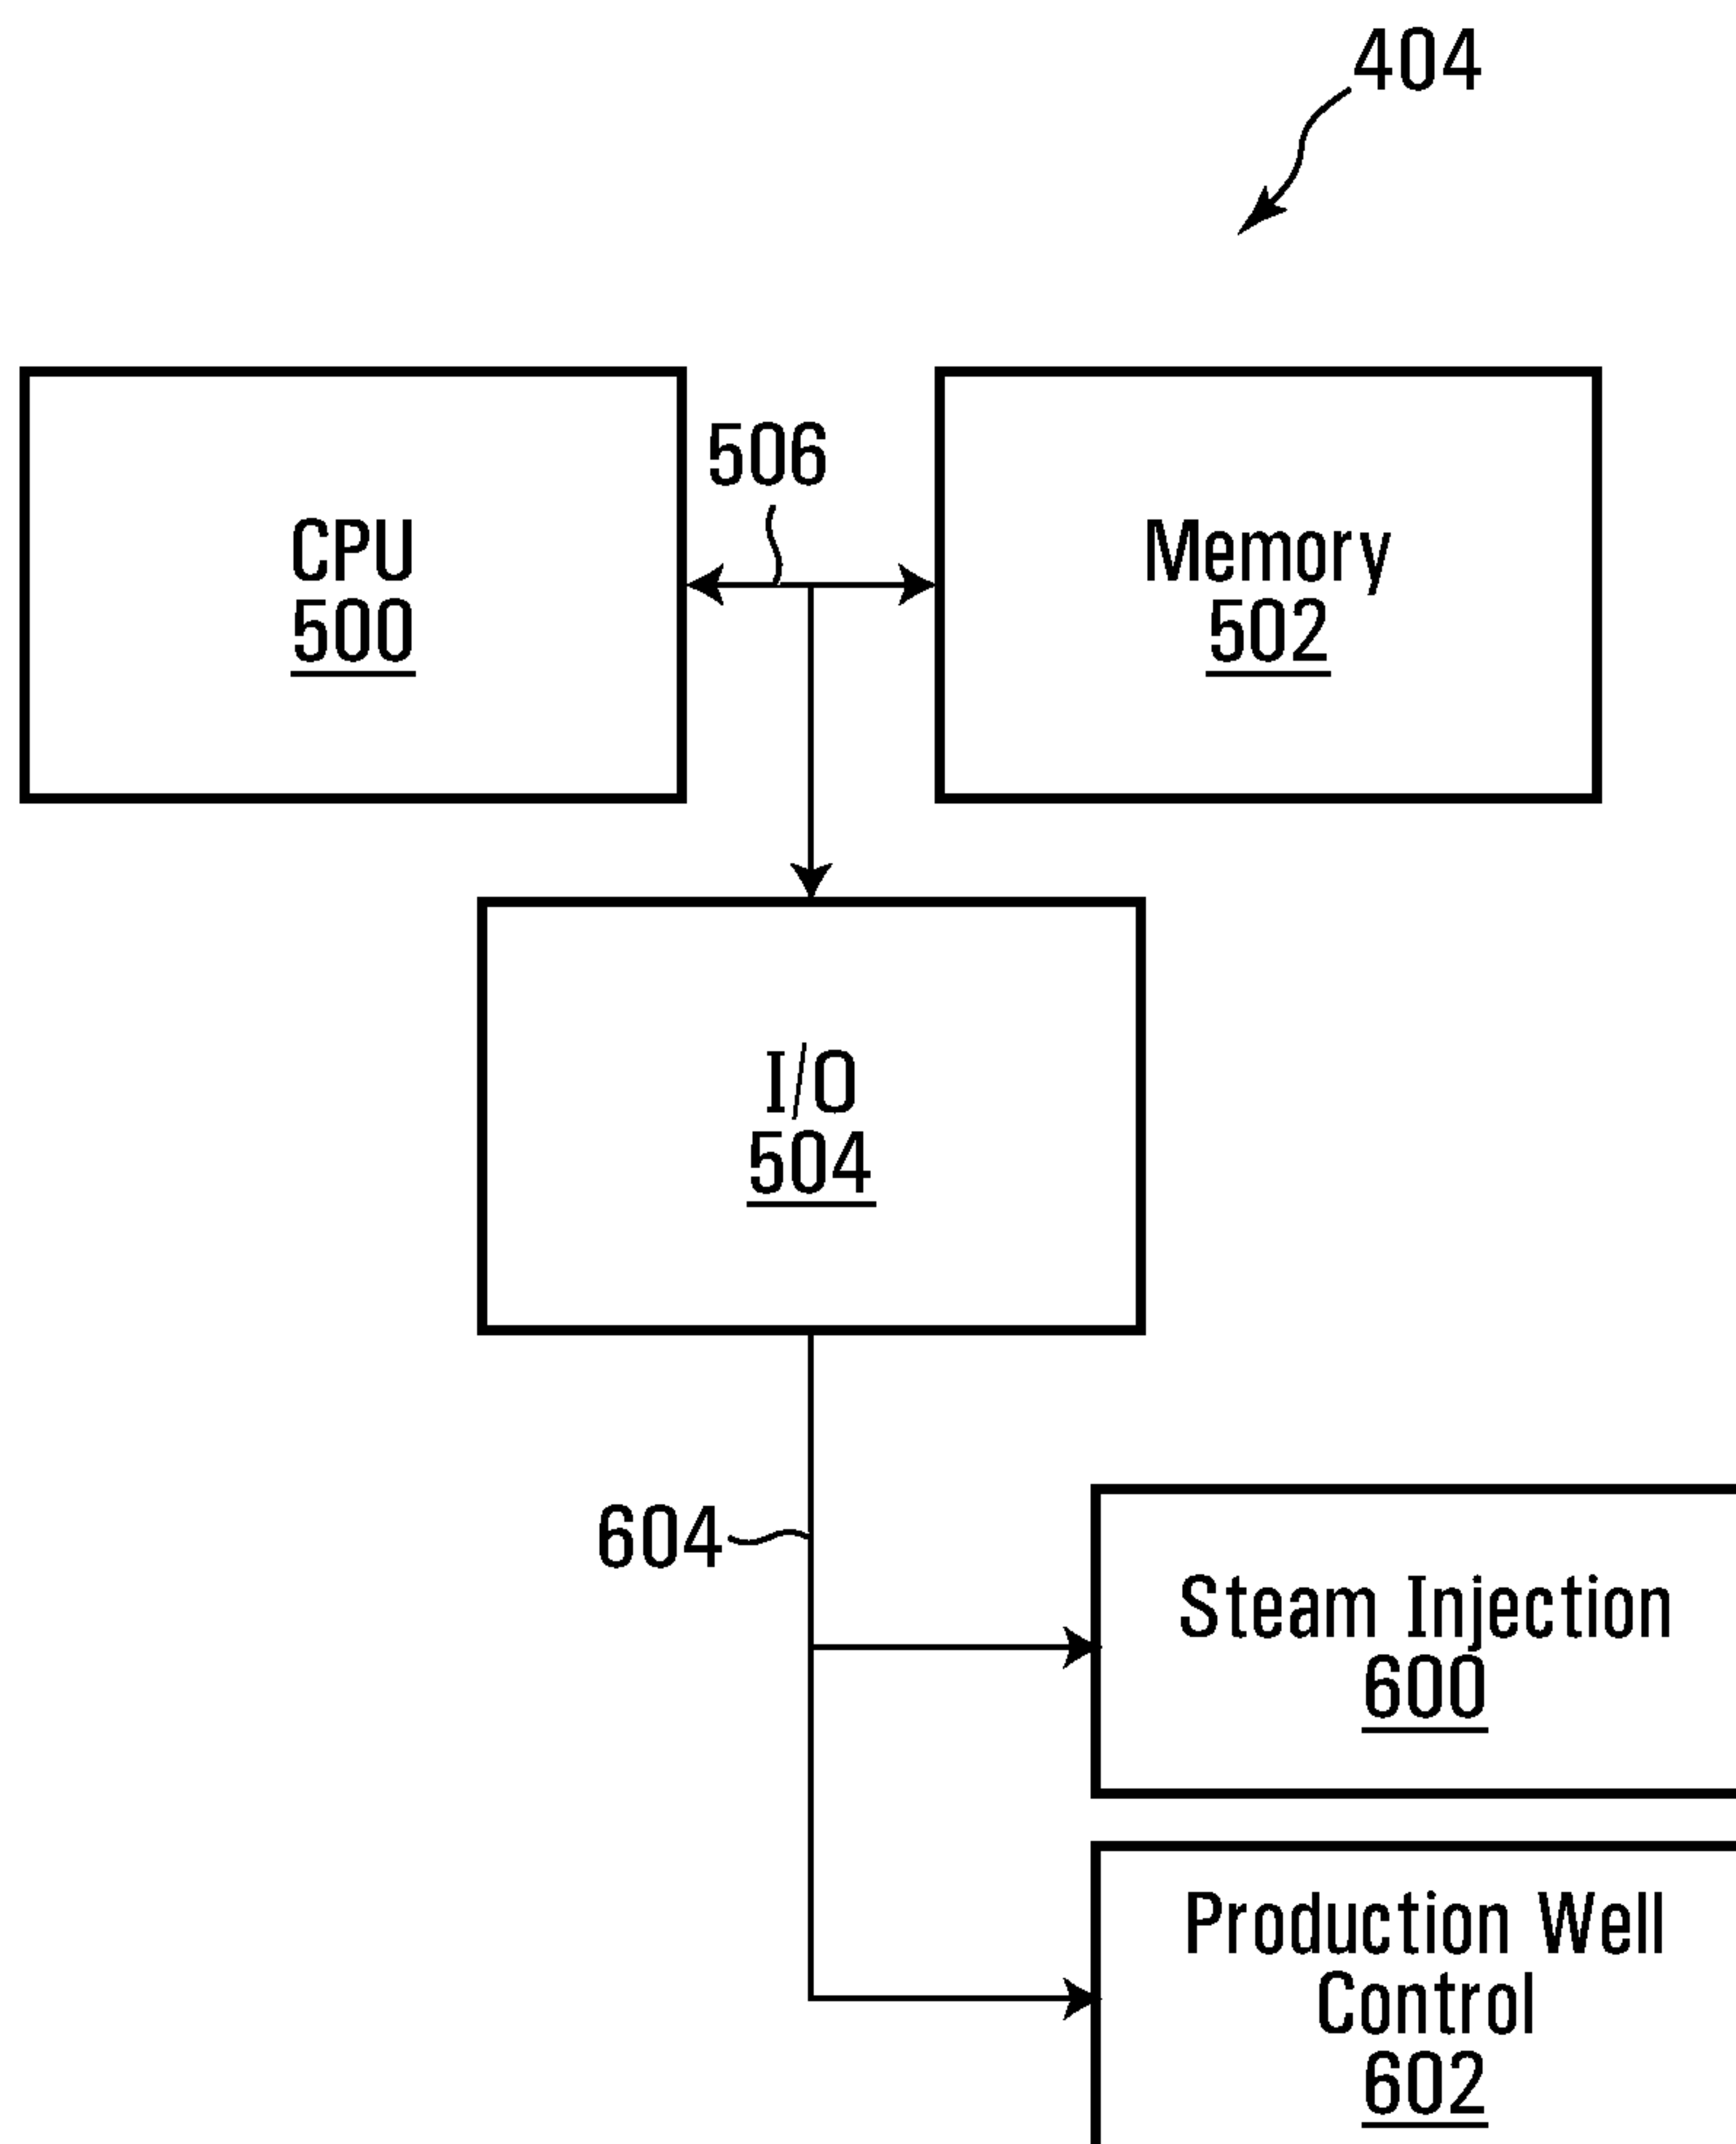 404
506
CPU
500
Memory
502
I/O
504
604
Steam Injection
600
Production Well
Control
602